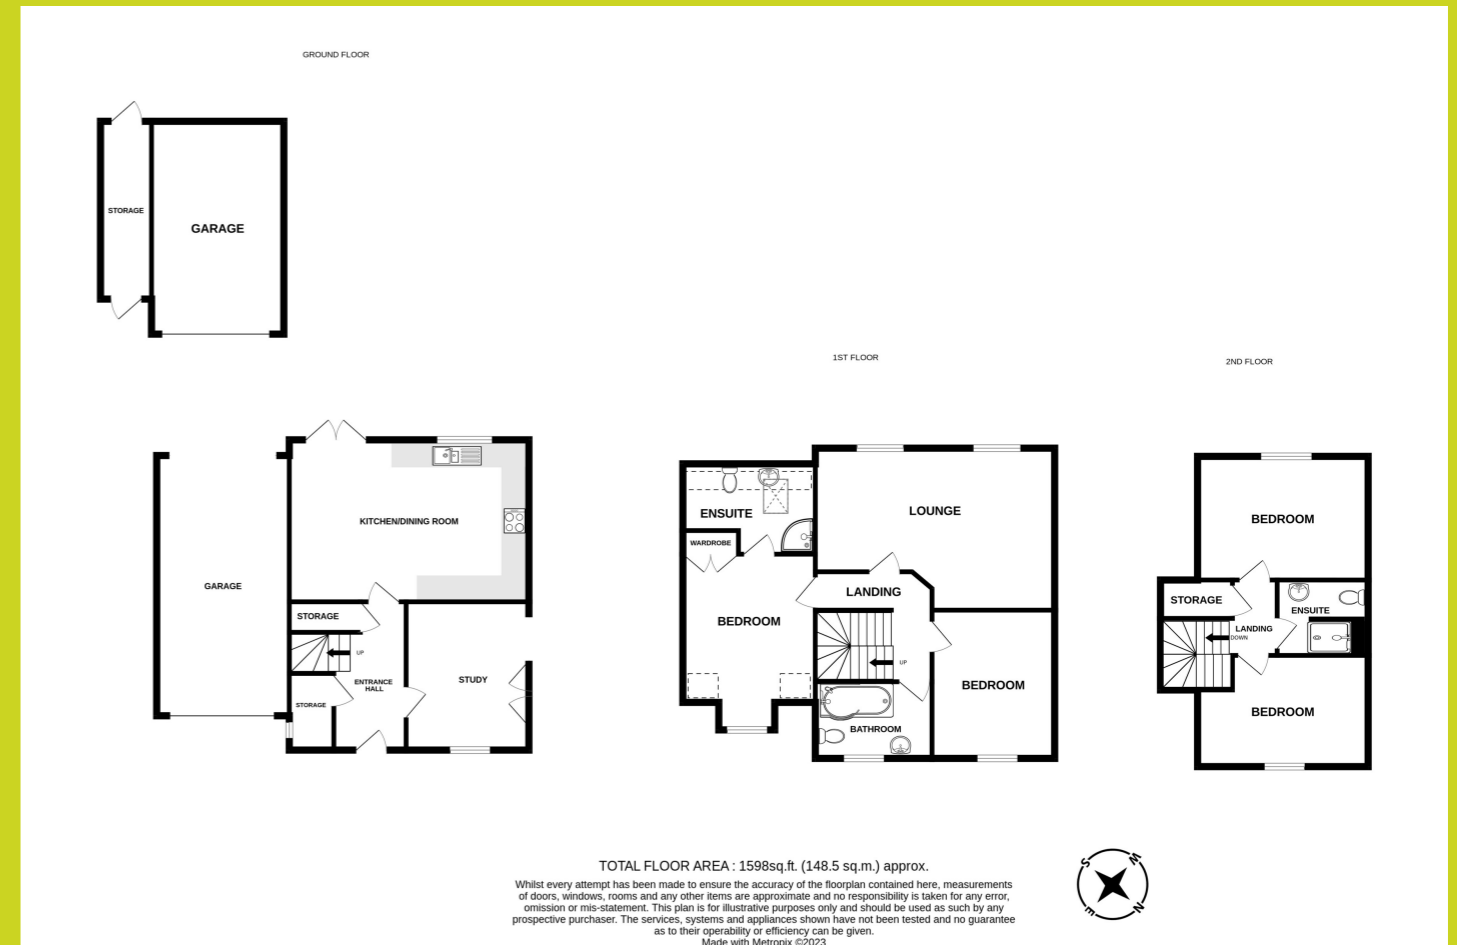 GROUND FLOOR
STORAGE
GARAGE
1ST FLOOR
2ND FLOOR
GARAGE
KITCHEN/DINING ROOM
STORAGE
UP
ENTRANCE
HALL
STORAGE
STUDY
ENSUITE
WARDROBE
LOUNGE
LANDING
BEDROOM
UP
BEDROOM
BATHROOM
BEDROOM
STORAGE
ENSUITE
LANDING
DOWN
BEDROOM
TOTAL FLOOR AREA : 1598sq.ft. (148.5 sq.m.) approx.
Whilst every attempt has been made to ensure the accuracy of the floorplan contained here, measurements
of doors, windows, rooms and any other items are approximate and no responsibility is taken for any error,
omission or mis-statement. This plan is for illustrative purposes only and should be used as such by any
prospective purchaser. The services, systems and appliances shown have not been tested and no guarantee
as to their operability or efficiency can be given.
Made with Metropix ©2023
S
W
E
N